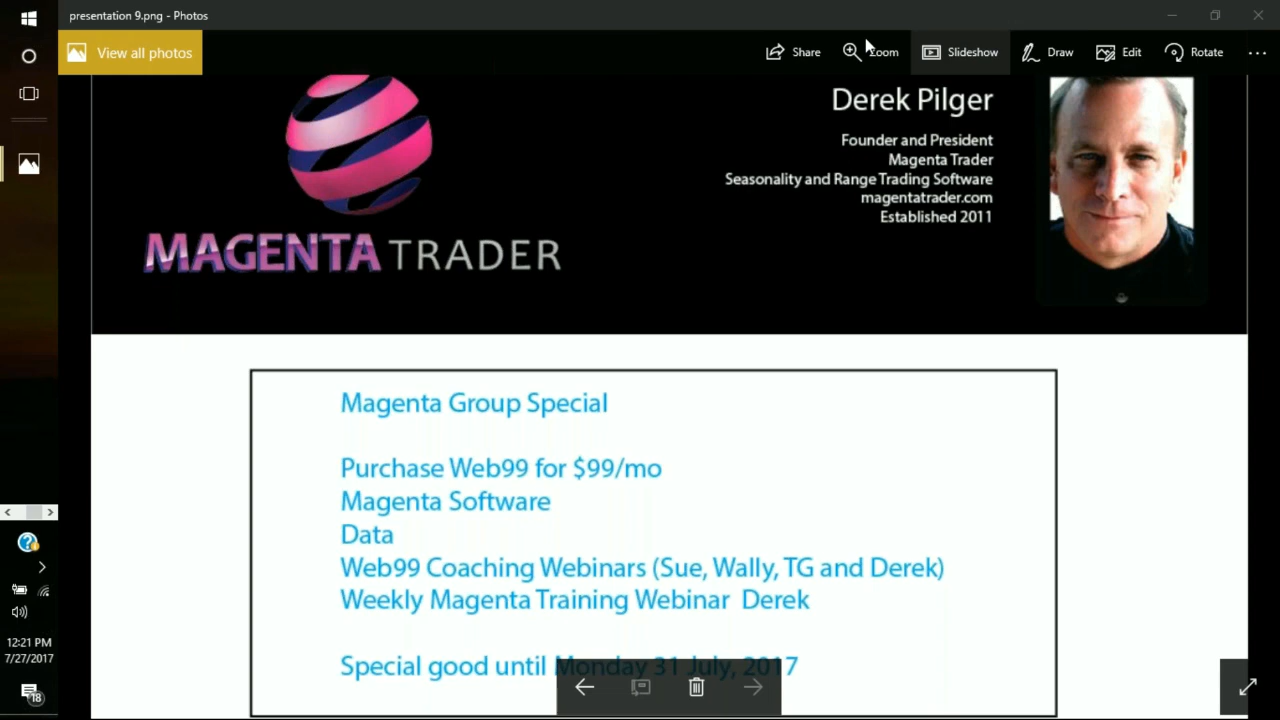 presentation 9.png - Photos
View all photos
Share
Zoom
Slideshow
Draw
Edit
Rotate
MAGENTA TRADER
Derek Pilger
Founder and President
Magenta Trader
Seasonality and Range Trading Software
magentatrader.com
Established 2011
Magenta Group Special
Purchase Web99 for $99/mo
Magenta Software
Data
Web99 Coaching Webinars (Sue, Wally, TG and Derek)
Weekly Magenta Training Webinar Derek
Special good until Monday 31 July, 2017
12:21 PM
7/27/2017
18